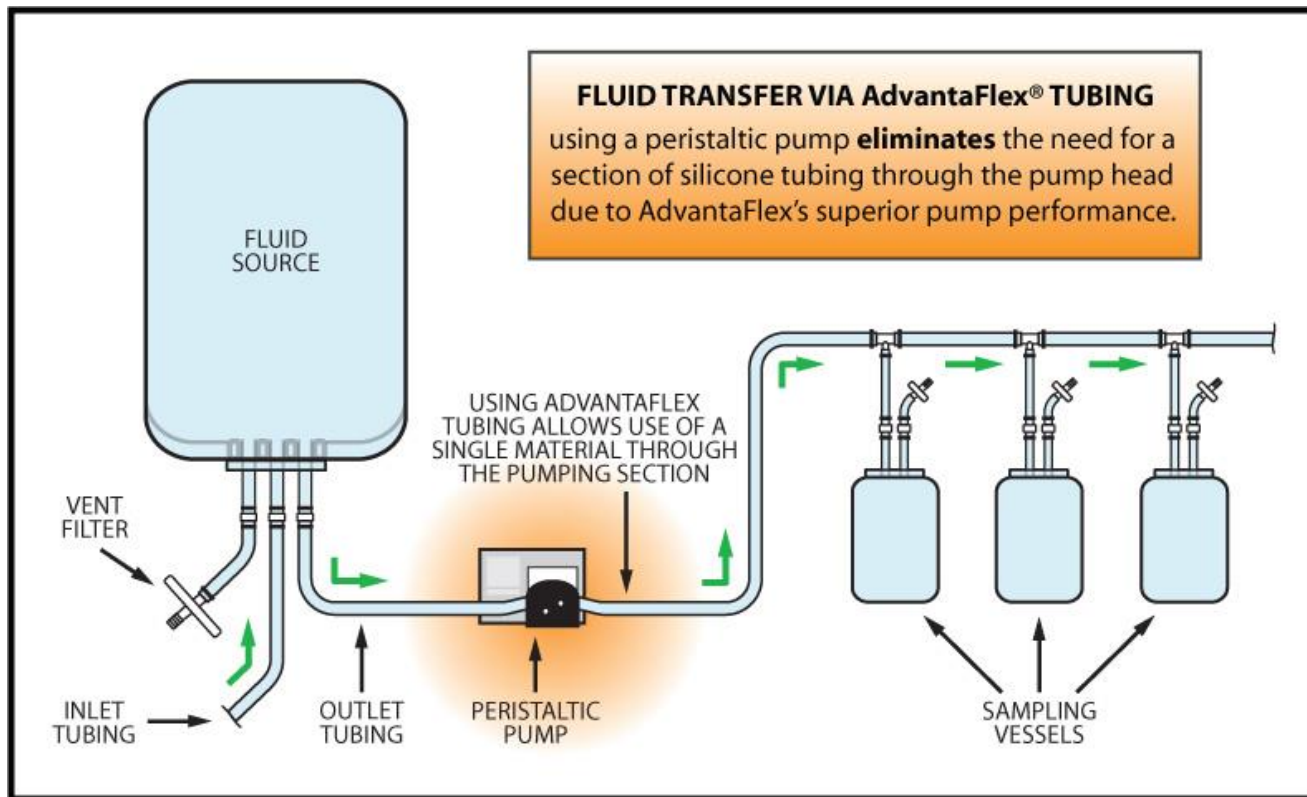 FLUID TRANSFER VIA AdvantaFlex® TUBING
using a peristaltic pump eliminates the need for a
section of silicone tubing through the pump head
due to AdvantaFlex's superior pump performance.
FLUID
SOURCE
USING ADVANTAFLEX
TUBING ALLOWS USE OF A
SINGLE MATERIAL THROUGH
THE PUMPING SECTION
VENT
FILTER
INLET
TUBING
OUTLET
TUBING
PERISTALTIC
PUMP
SAMPLING
VESSELS